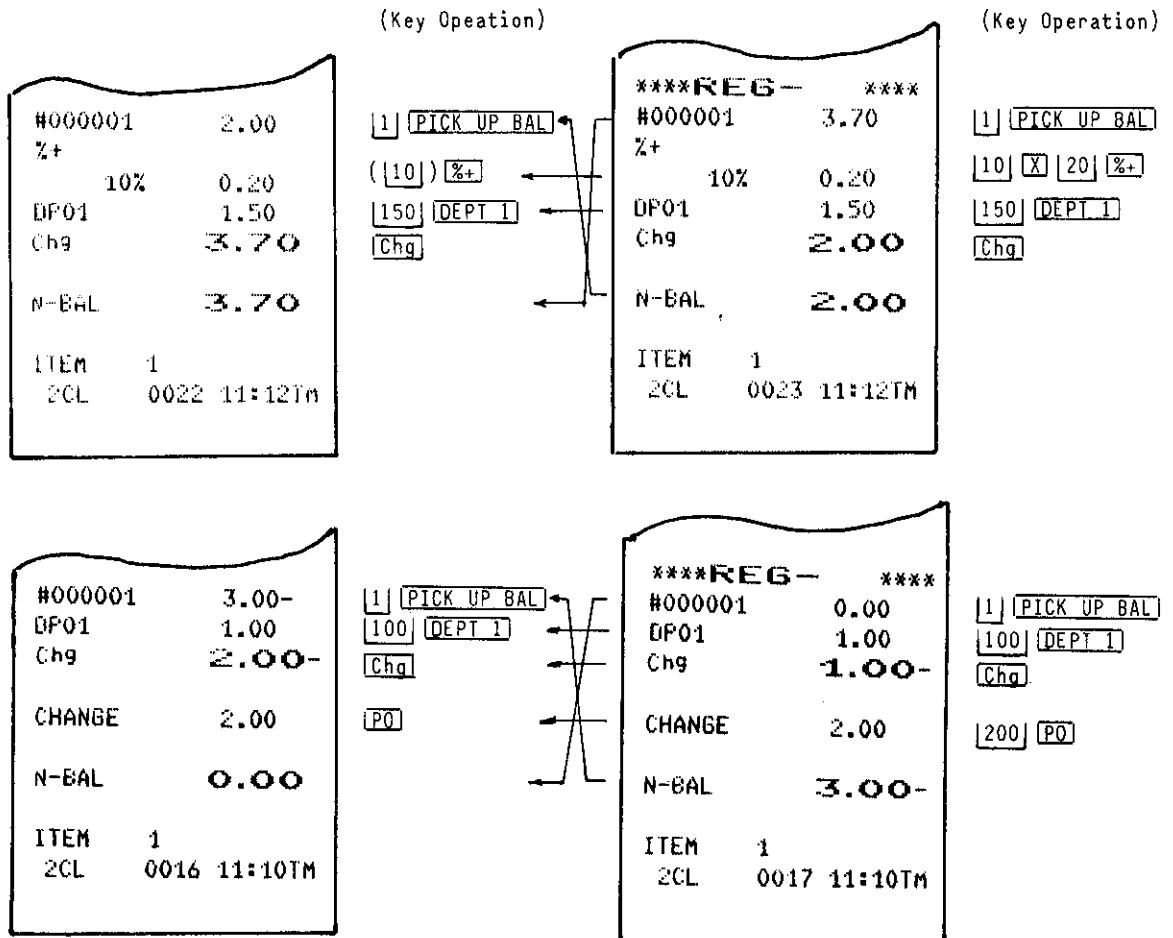 (Key Opeation)
(Key Operation)
#000001 2.00
%+
10% 0.20
DP01 1.50
Chg 3.70
N-BAL 3.70
ITEM 1
2CL 0022 11:12TM
1 PICK UP BAL
(10) %+
150 DEPT 1
Chg
****REG- ****
#000001 3.70
%+
10% 0.20
DP01 1.50
Chg 2.00
N-BAL 2.00
ITEM 1
2CL 0023 11:12TM
1 PICK UP BAL
10 X 20 %+
150 DEPT 1
Chg
#000001 3.00-
DP01 1.00
Chg 2.00-
CHANGE 2.00
N-BAL 0.00
ITEM 1
2CL 0016 11:10TM
1 PICK UP BAL
100 DEPT 1
Chg
PO
****REG- ****
#000001 0.00
DP01 1.00
Chg 1.00-
CHANGE 2.00
N-BAL 3.00-
ITEM 1
2CL 0017 11:10TM
1 PICK UP BAL
100 DEPT 1
Chg
200 PO